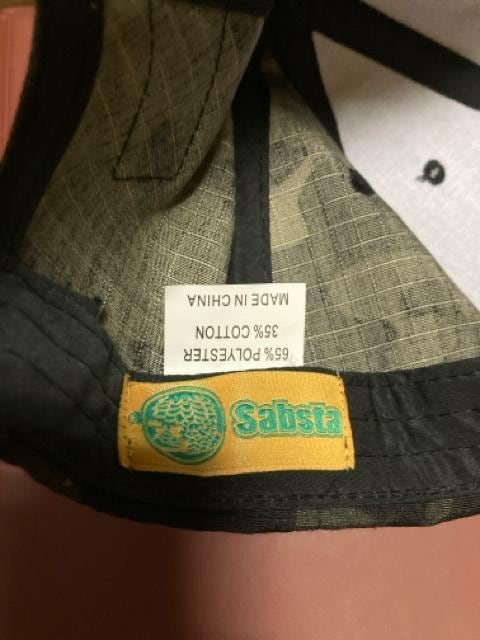 65% POLYESTER
35% COTTON
MADE IN CHINA
Sabsta